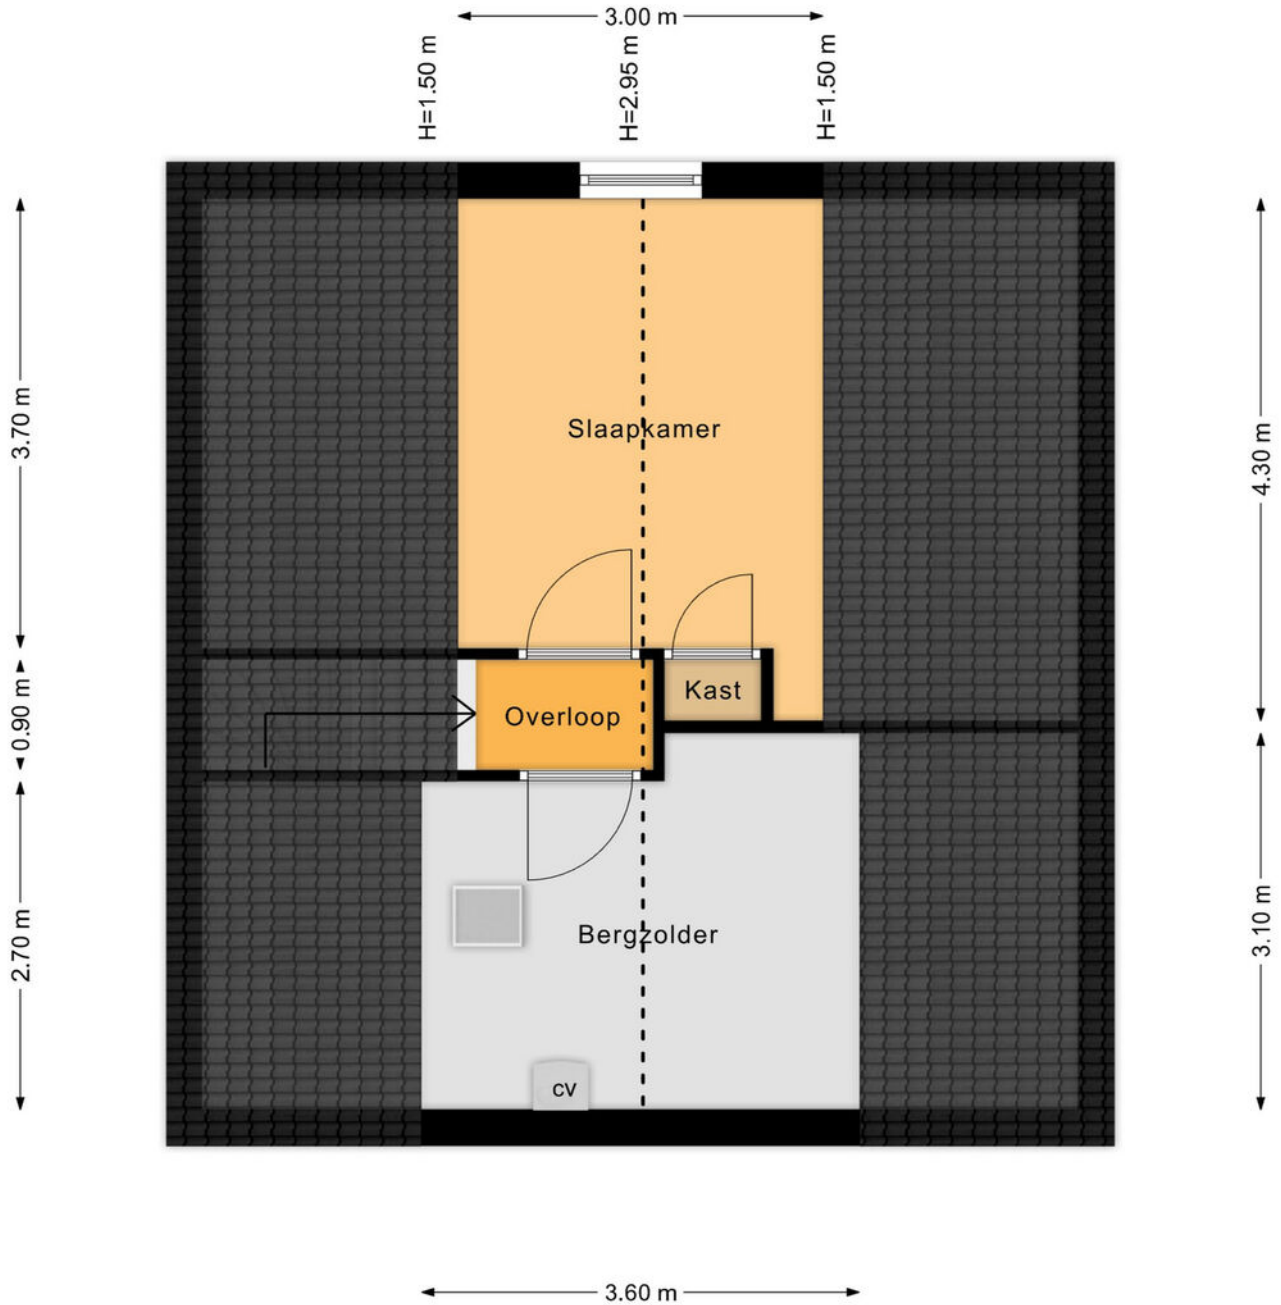 3.00 m
H=1.50 m
H=2.95 m
H=1.50 m
3.70 m
4.30 m
Slaapkamer
Kast
0.90 m
Overloop
2.70 m
Bergzolder
3.10 m
cv
3.60 m